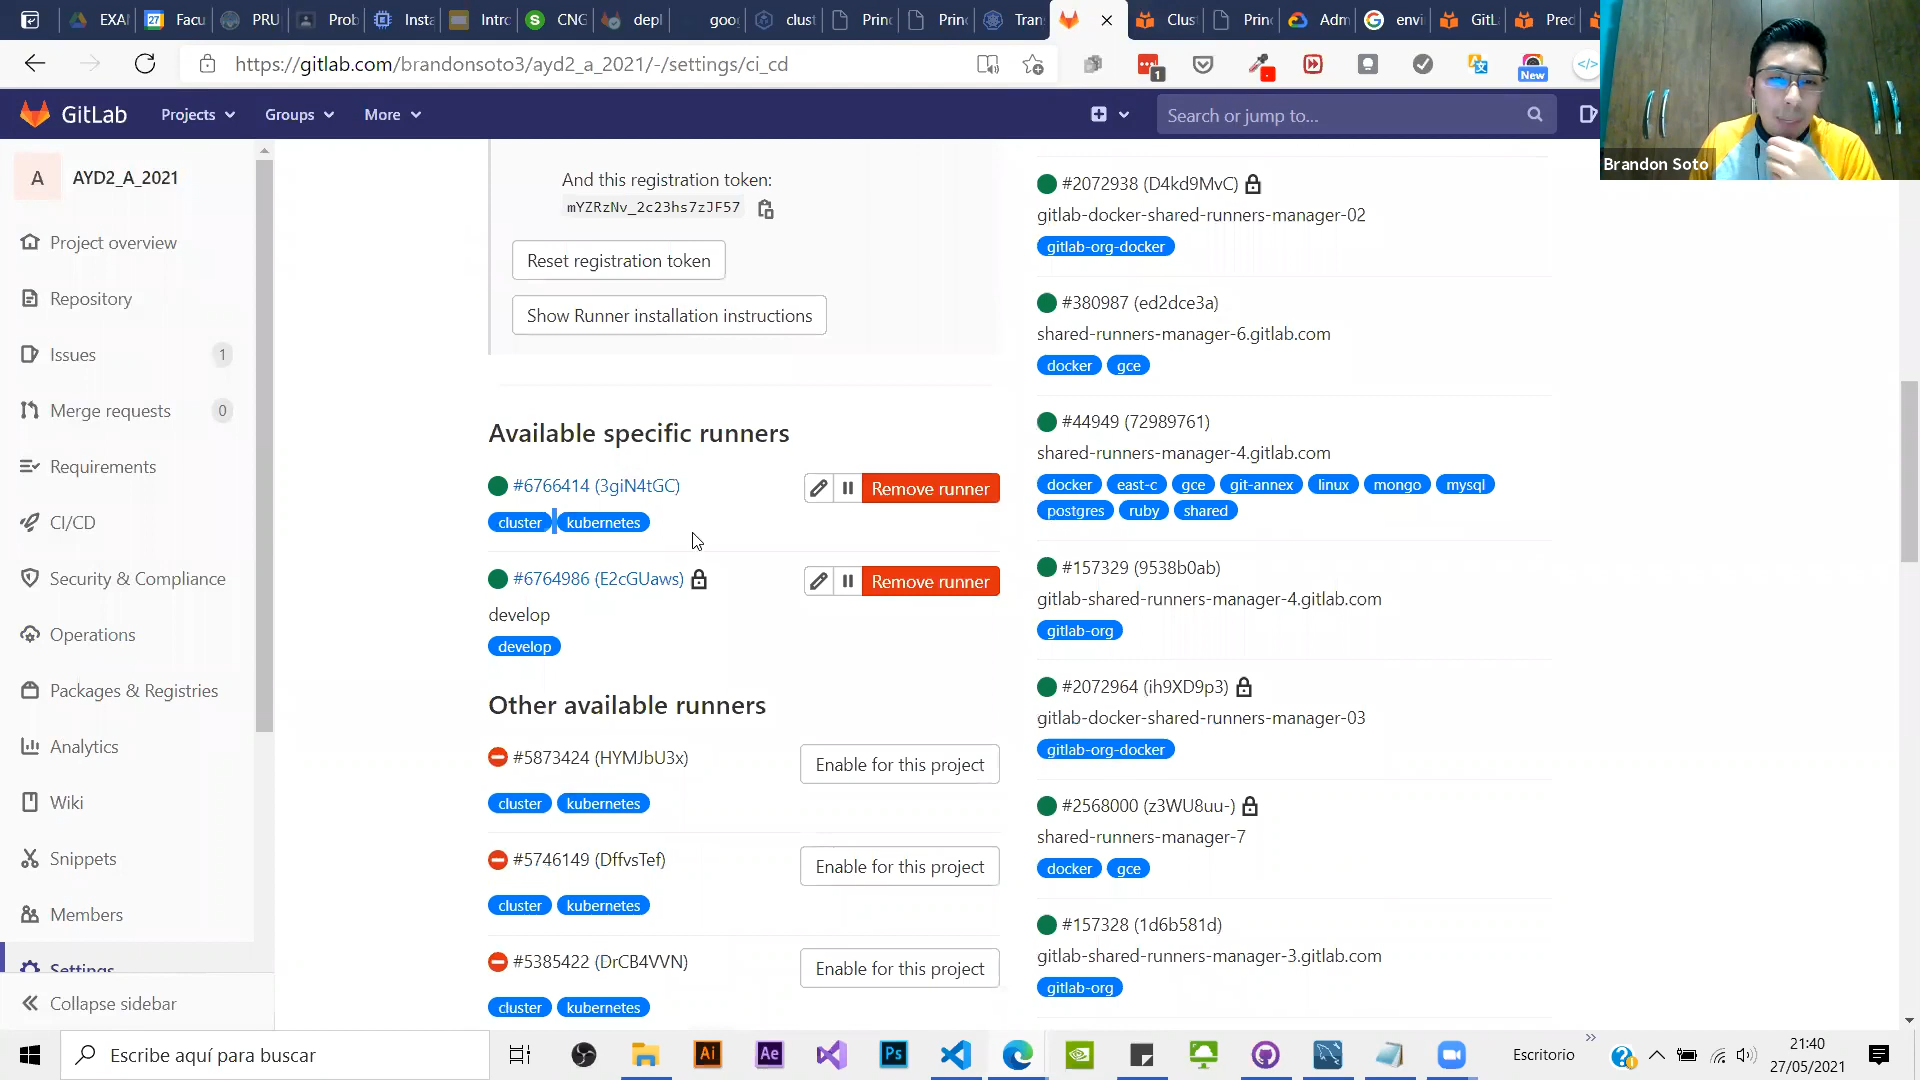 EXA
27 Facu
PRU
Prob
Inst
Intro
CNG
depl
goo
clust
Princ
Princ
Tran
Clus
Princ
Adm
envi
GitL
Pred
https://gitlab.com/brandonsoto3/ayd2_a_2021/-/settings/ci_cd
1
New
GitLab
Projects
Groups
More
Search or jump to...
Brandon Soto
A
AYD2_A_2021
Project overview
Repository
Issues 1
Merge requests 0
Requirements
CI/CD
Security & Compliance
Operations
Packages & Registries
Analytics
Wiki
Snippets
Members
Settings
Collapse sidebar
And this registration token:
mYZRzNv_2c23hs7zJF57
Reset registration token
Show Runner installation instructions
Available specific runners
#6766414 (3giN4tGC)
Remove runner
cluster kubernetes
#6764986 (E2cGUaws)
Remove runner
develop
develop
Other available runners
#5873424 (HYMJbU3x)
Enable for this project
cluster kubernetes
#5746149 (DffvsTef)
Enable for this project
cluster kubernetes
#5385422 (DrCB4VVN)
Enable for this project
cluster kubernetes
#2072938 (D4kd9MvC)
gitlab-docker-shared-runners-manager-02
gitlab-org-docker
#380987 (ed2dce3a)
shared-runners-manager-6.gitlab.com
docker gce
#44949 (72989761)
shared-runners-manager-4.gitlab.com
docker east-c gce git-annex linux mongo mysql
postgres ruby shared
#157329 (9538b0ab)
gitlab-shared-runners-manager-4.gitlab.com
gitlab-org
#2072964 (ih9XD9p3)
gitlab-docker-shared-runners-manager-03
gitlab-org-docker
#2568000 (z3WU8uu-)
shared-runners-manager-7
docker gce
#157328 (1d6b581d)
gitlab-shared-runners-manager-3.gitlab.com
gitlab-org
Escribe aquí para buscar
Ai
Ae
Ps
Escritorio
21:40
27/05/2021